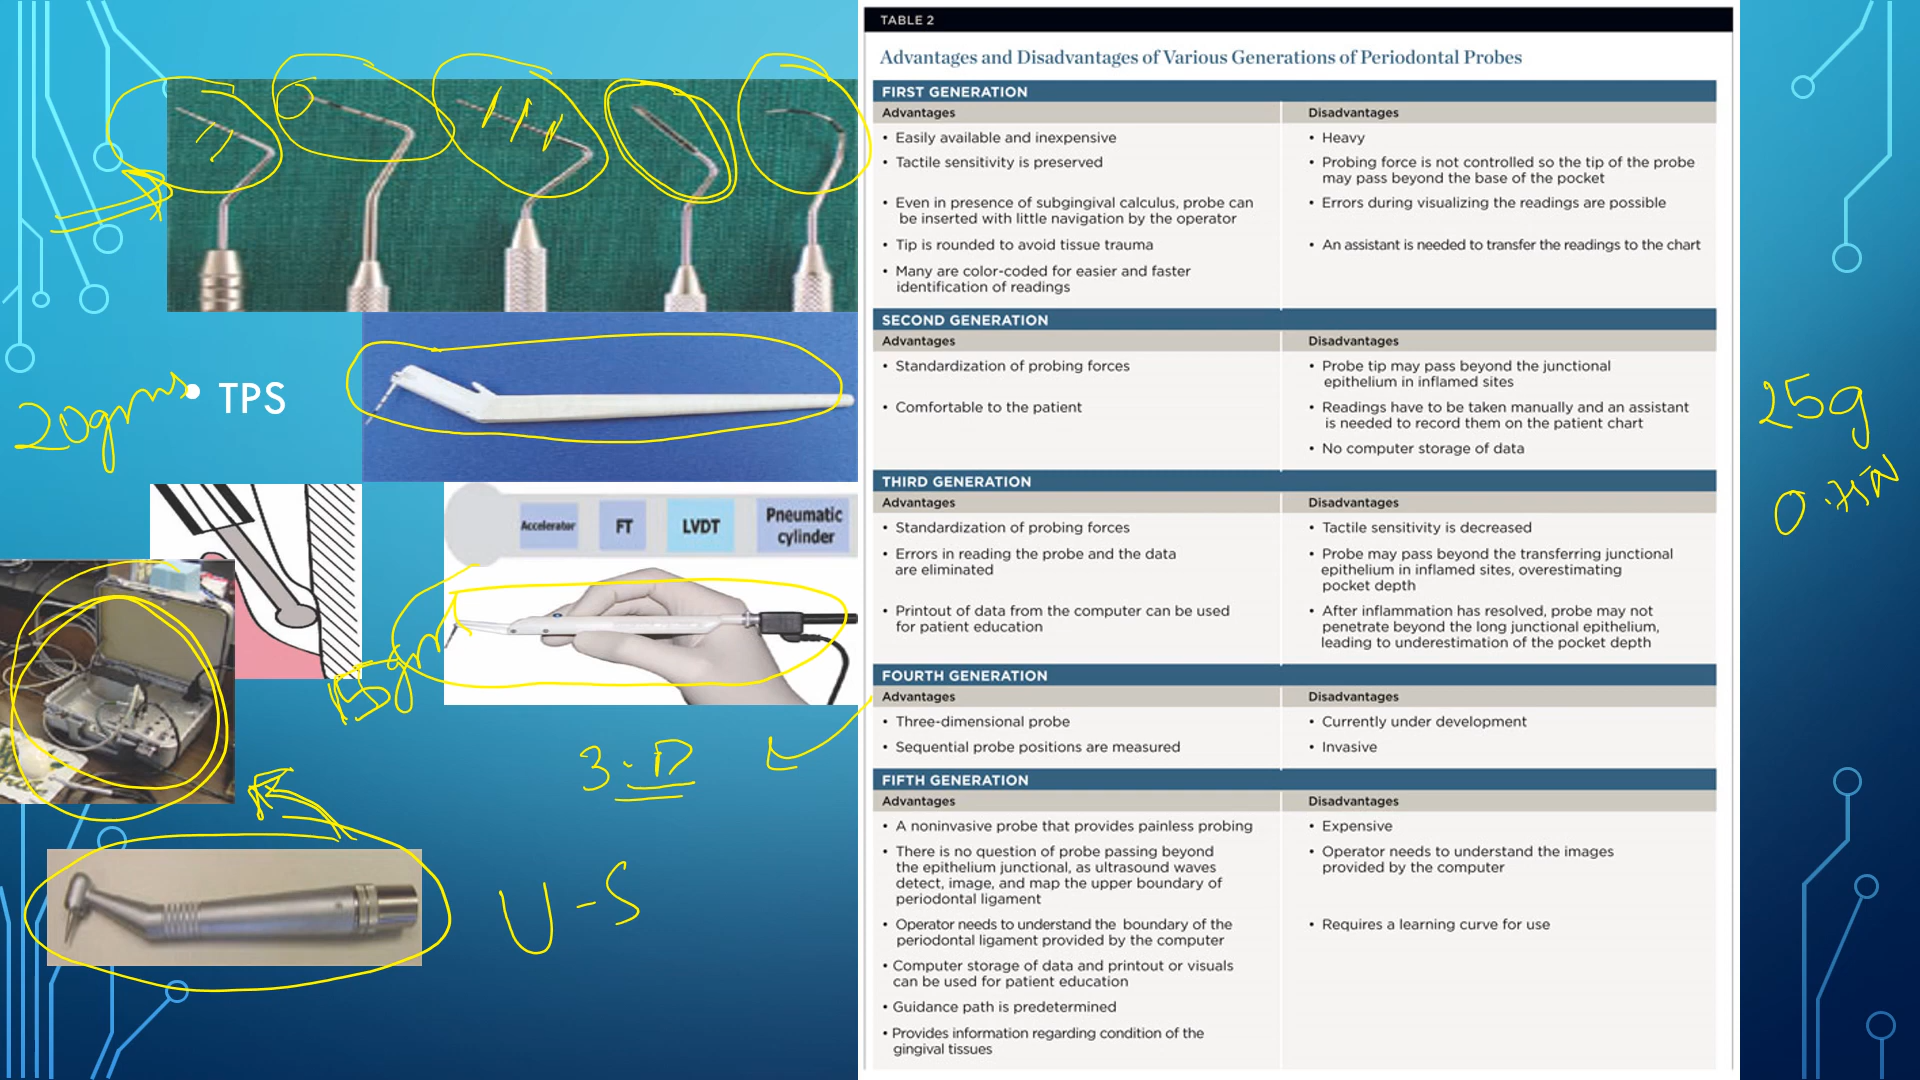 20gms
• TPS
Accelerator
FT
LVDT
Pneumatic
cylinder
15gm
3-D
U-S
TABLE 2
Advantages and Disadvantages of Various Generations of Periodontal Probes
FIRST GENERATION
Advantages
Disadvantages
• Easily available and inexpensive
• Heavy
• Tactile sensitivity is preserved
• Probing force is not controlled so the tip of the probe
may pass beyond the base of the pocket
• Even in presence of subgingival calculus, probe can
be inserted with little navigation by the operator
• Errors during visualizing the readings are possible
• Tip is rounded to avoid tissue trauma
• An assistant is needed to transfer the readings to the chart
• Many are color-coded for easier and faster
identification of readings
SECOND GENERATION
Advantages
Disadvantages
• Standardization of probing forces
• Probe tip may pass beyond the junctional
epithelium in inflamed sites
• Comfortable to the patient
• Readings have to be taken manually and an assistant
is needed to record them on the patient chart
• No computer storage of data
THIRD GENERATION
Advantages
Disadvantages
• Standardization of probing forces
• Tactile sensitivity is decreased
• Errors in reading the probe and the data
are eliminated
• Probe may pass beyond the transferring junctional
epithelium in inflamed sites, overestimating
pocket depth
• Printout of data from the computer can be used
for patient education
• After inflammation has resolved, probe may not
penetrate beyond the long junctional epithelium,
leading to underestimation of the pocket depth
FOURTH GENERATION
Advantages
Disadvantages
• Three-dimensional probe
• Currently under development
• Sequential probe positions are measured
• Invasive
FIFTH GENERATION
Advantages
Disadvantages
• A noninvasive probe that provides painless probing
• Expensive
• There is no question of probe passing beyond
the epithelium junctional, as ultrasound waves
detect, image, and map the upper boundary of
periodontal ligament
• Operator needs to understand the images
provided by the computer
• Operator needs to understand the boundary of the
periodontal ligament provided by the computer
• Requires a learning curve for use
• Computer storage of data and printout or visuals
can be used for patient education
• Guidance path is predetermined
• Provides information regarding condition of the
gingival tissues
25g
0.75N